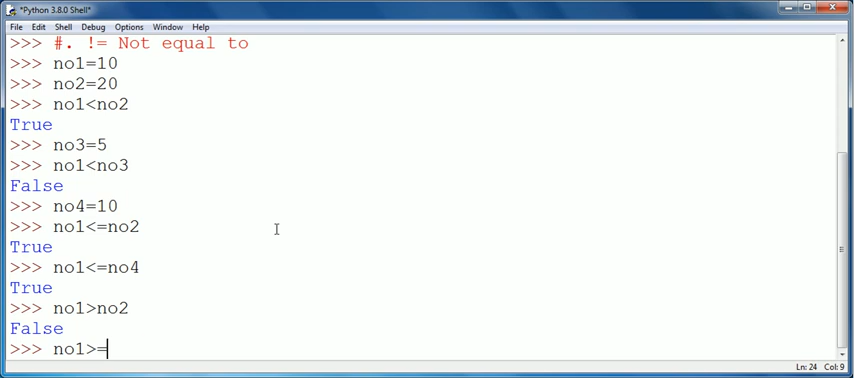 *Python 3.8.0 Shell*
File Edit Shell Debug Options Window Help
>>> #. != Not equal to
>>> no1=10
>>> no2=20
>>> no1<no2
True
>>> no3=5
>>> no1<no3
False
>>> no4=10
>>> no1<=no2
True
>>> no1<=no4
True
>>> no1>no2
False
>>> no1>=
Ln: 24 Col: 9